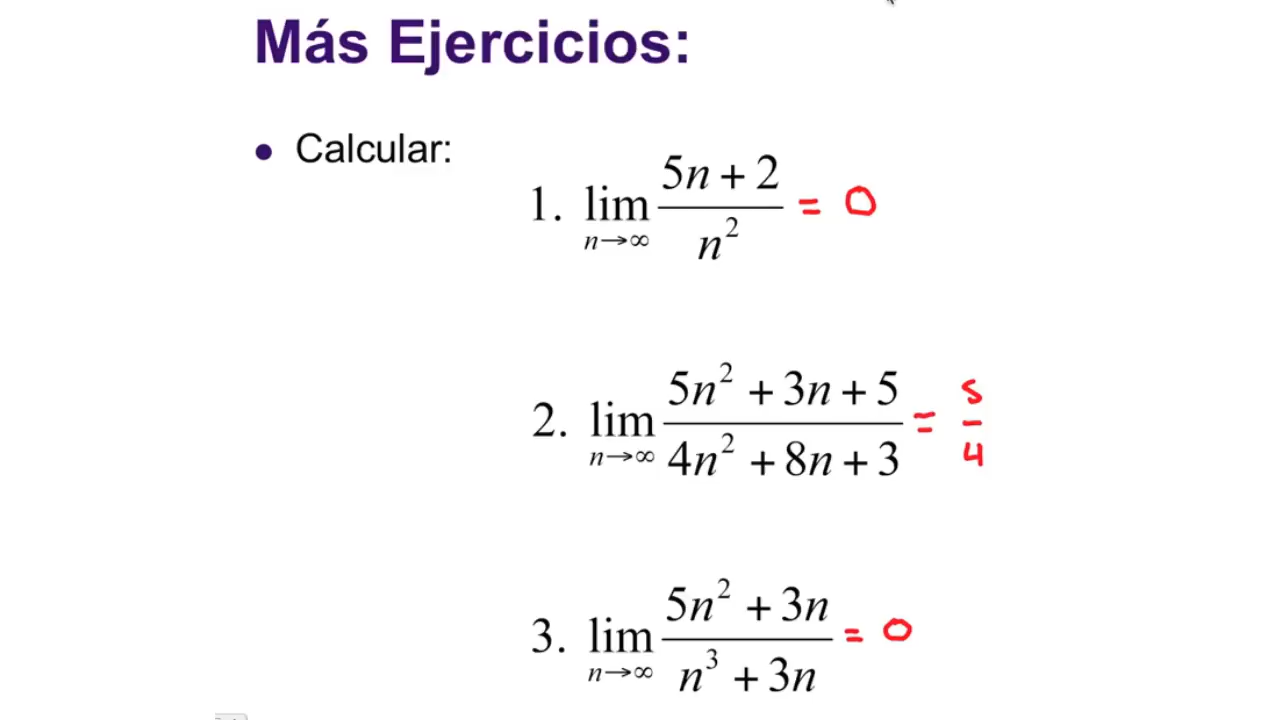 Más Ejercicios:
• Calcular:
1. lim n→∞ (5n + 2)/(n²) = 0
2. lim n→∞ (5n² + 3n + 5)/(4n² + 8n + 3) = 5/4
3. lim n→∞ (5n² + 3n)/(n³ + 3n) = 0